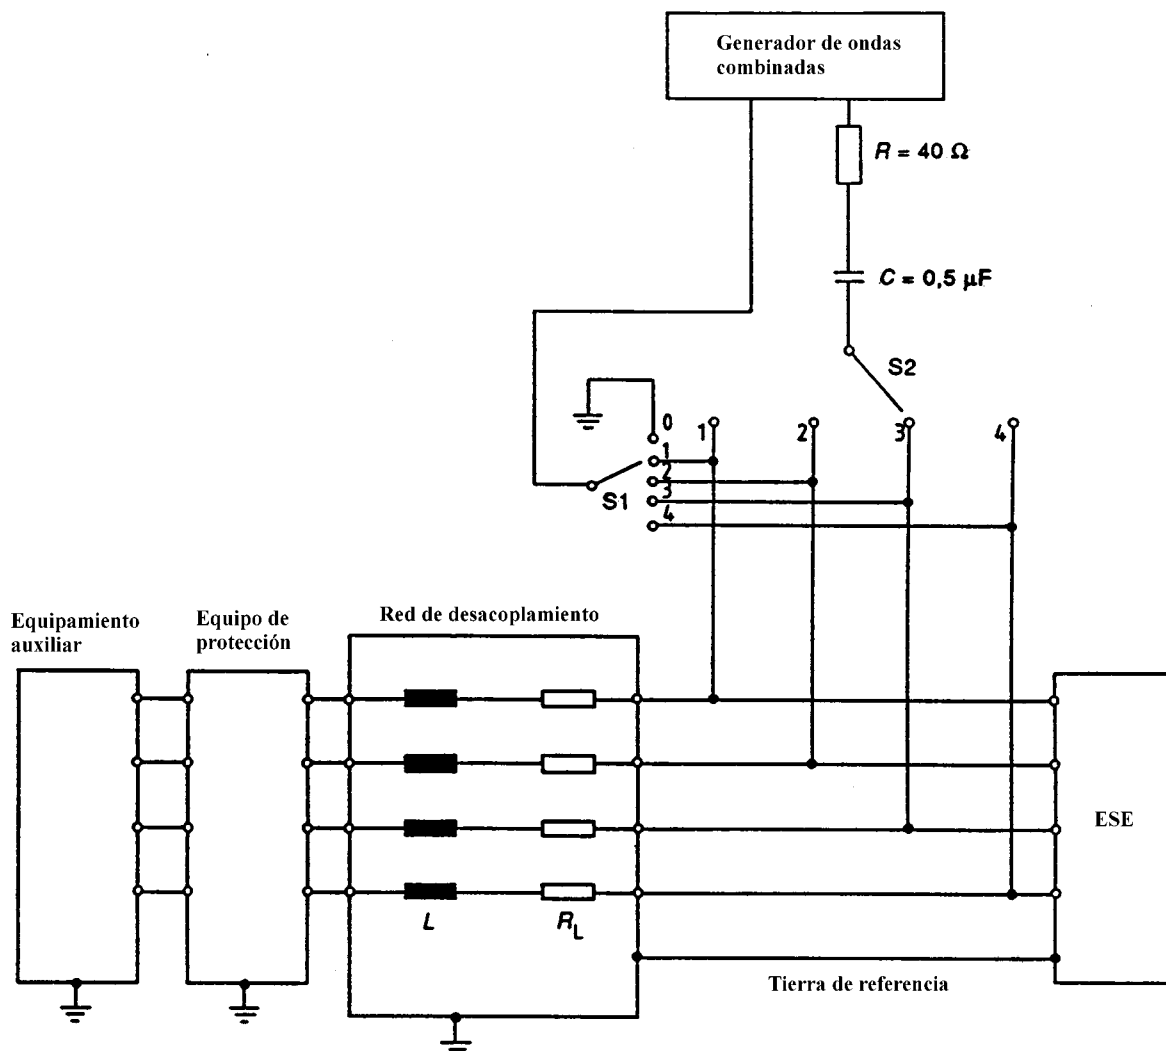 Generador de ondas
combinadas
R = 40 Ω
C = 0,5 µF
S2
0
1
2
3
4
1
2
3
4
S1
Red de desacoplamiento
Equipo de
protección
Equipamiento
auxiliar
ESE
L
RL
Tierra de referencia